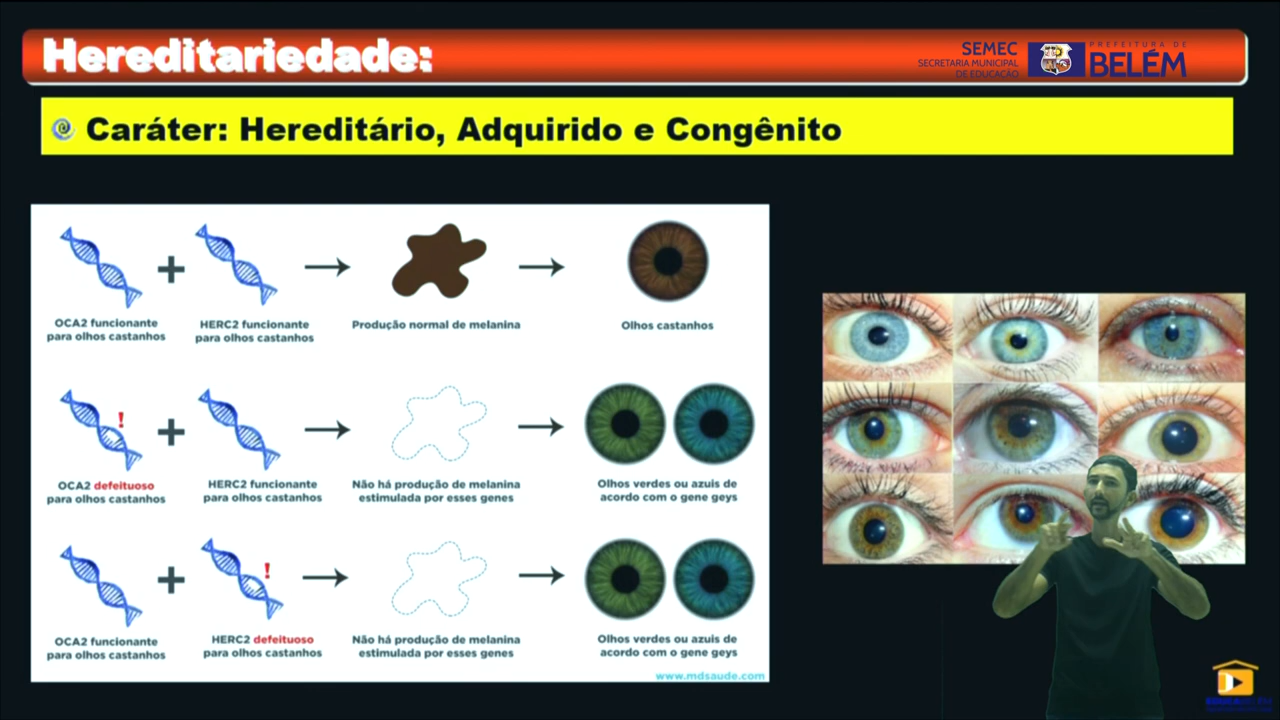 Hereditariedade:
SEMEC
SECRETARIA MUNICIPAL
DE EDUCAÇÃO
PREFEITURA DE
BELÉM
Caráter: Hereditário, Adquirido e Congênito
OCA2 funcionante
para olhos castanhos
+
HERC2 funcionante
para olhos castanhos
Produção normal de melanina
Olhos castanhos
!
OCA2 defeituoso
para olhos castanhos
+
HERC2 funcionante
para olhos castanhos
Não há produção de melanina
estimulada por esses genes
Olhos verdes ou azuis de
acordo com o gene geys
OCA2 funcionante
para olhos castanhos
+
!
HERC2 defeituoso
para olhos castanhos
Não há produção de melanina
estimulada por esses genes
Olhos verdes ou azuis de
acordo com o gene geys
www.mdsaude.com